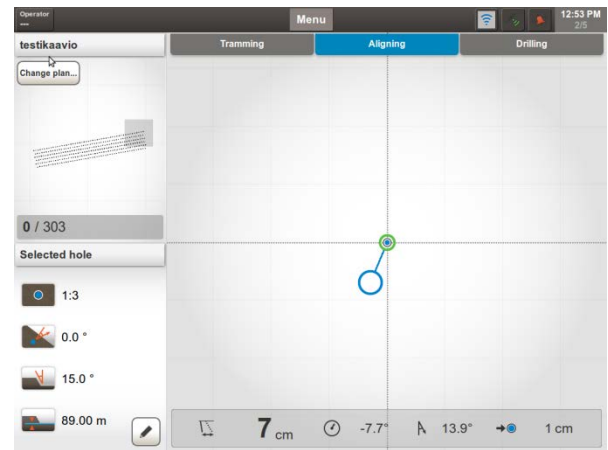 Operator
---
Menu
12:53 PM
2/5
testikaavio
Tramming
Aligning
Drilling
Change plan...
0 / 303
Selected hole
1:3
0.0 °
15.0 °
89.00 m
7 cm
-7.7°
13.9°
1 cm